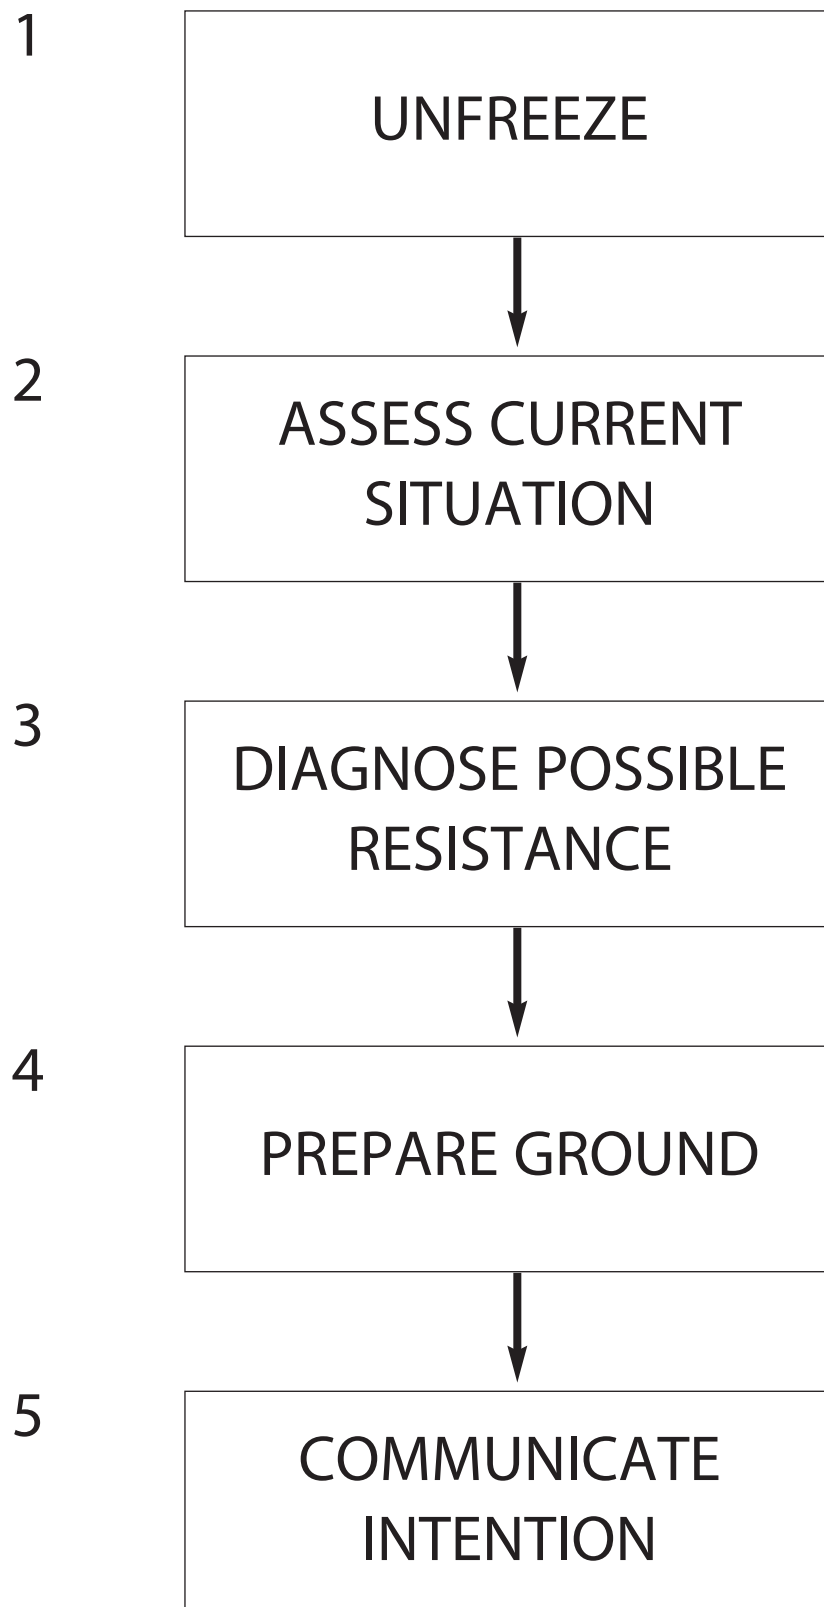 1
UNFREEZE
2
ASSESS CURRENT
SITUATION
3
DIAGNOSE POSSIBLE
RESISTANCE
4
PREPARE GROUND
5
COMMUNICATE
INTENTION